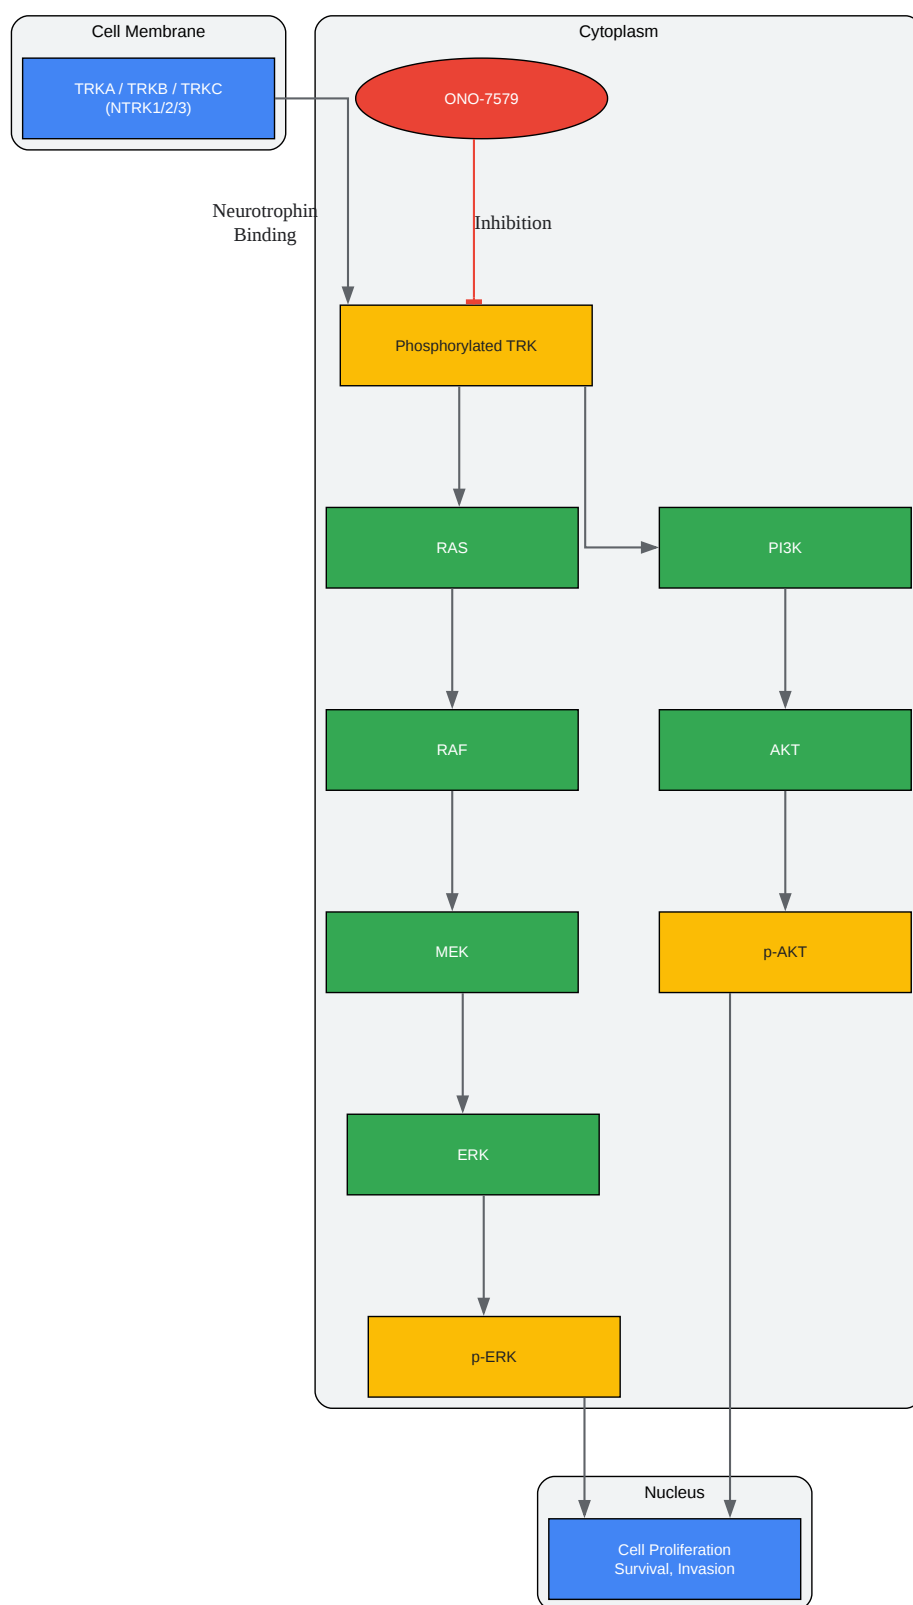 Cell Membrane
Cytoplasm
TRKA / TRKB / TRKC
(NTRK1/2/3)
ONO-7579
Neurotrophin
Binding
Inhibition
Phosphorylated TRK
RAS
PI3K
RAF
AKT
MEK
p-AKT
ERK
p-ERK
Nucleus
Cell Proliferation
Survival, Invasion